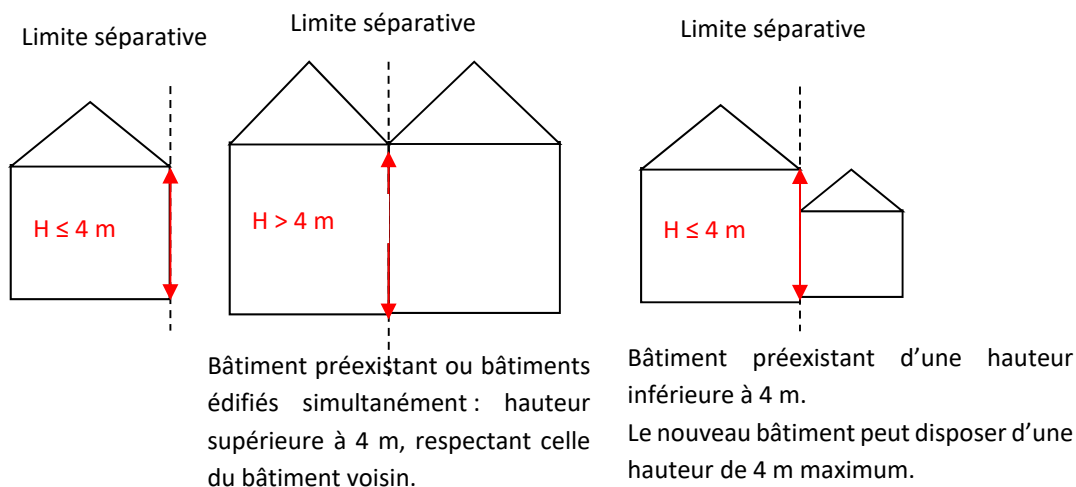 Limite séparative
Limite séparative
Limite séparative
H ≤ 4 m
H > 4 m
H ≤ 4 m
Bâtiment préexistant ou bâtiments
édifiés simultanément : hauteur
supérieure à 4 m, respectant celle
du bâtiment voisin.
Bâtiment préexistant d’une hauteur
inférieure à 4 m.
Le nouveau bâtiment peut disposer d’une
hauteur de 4 m maximum.